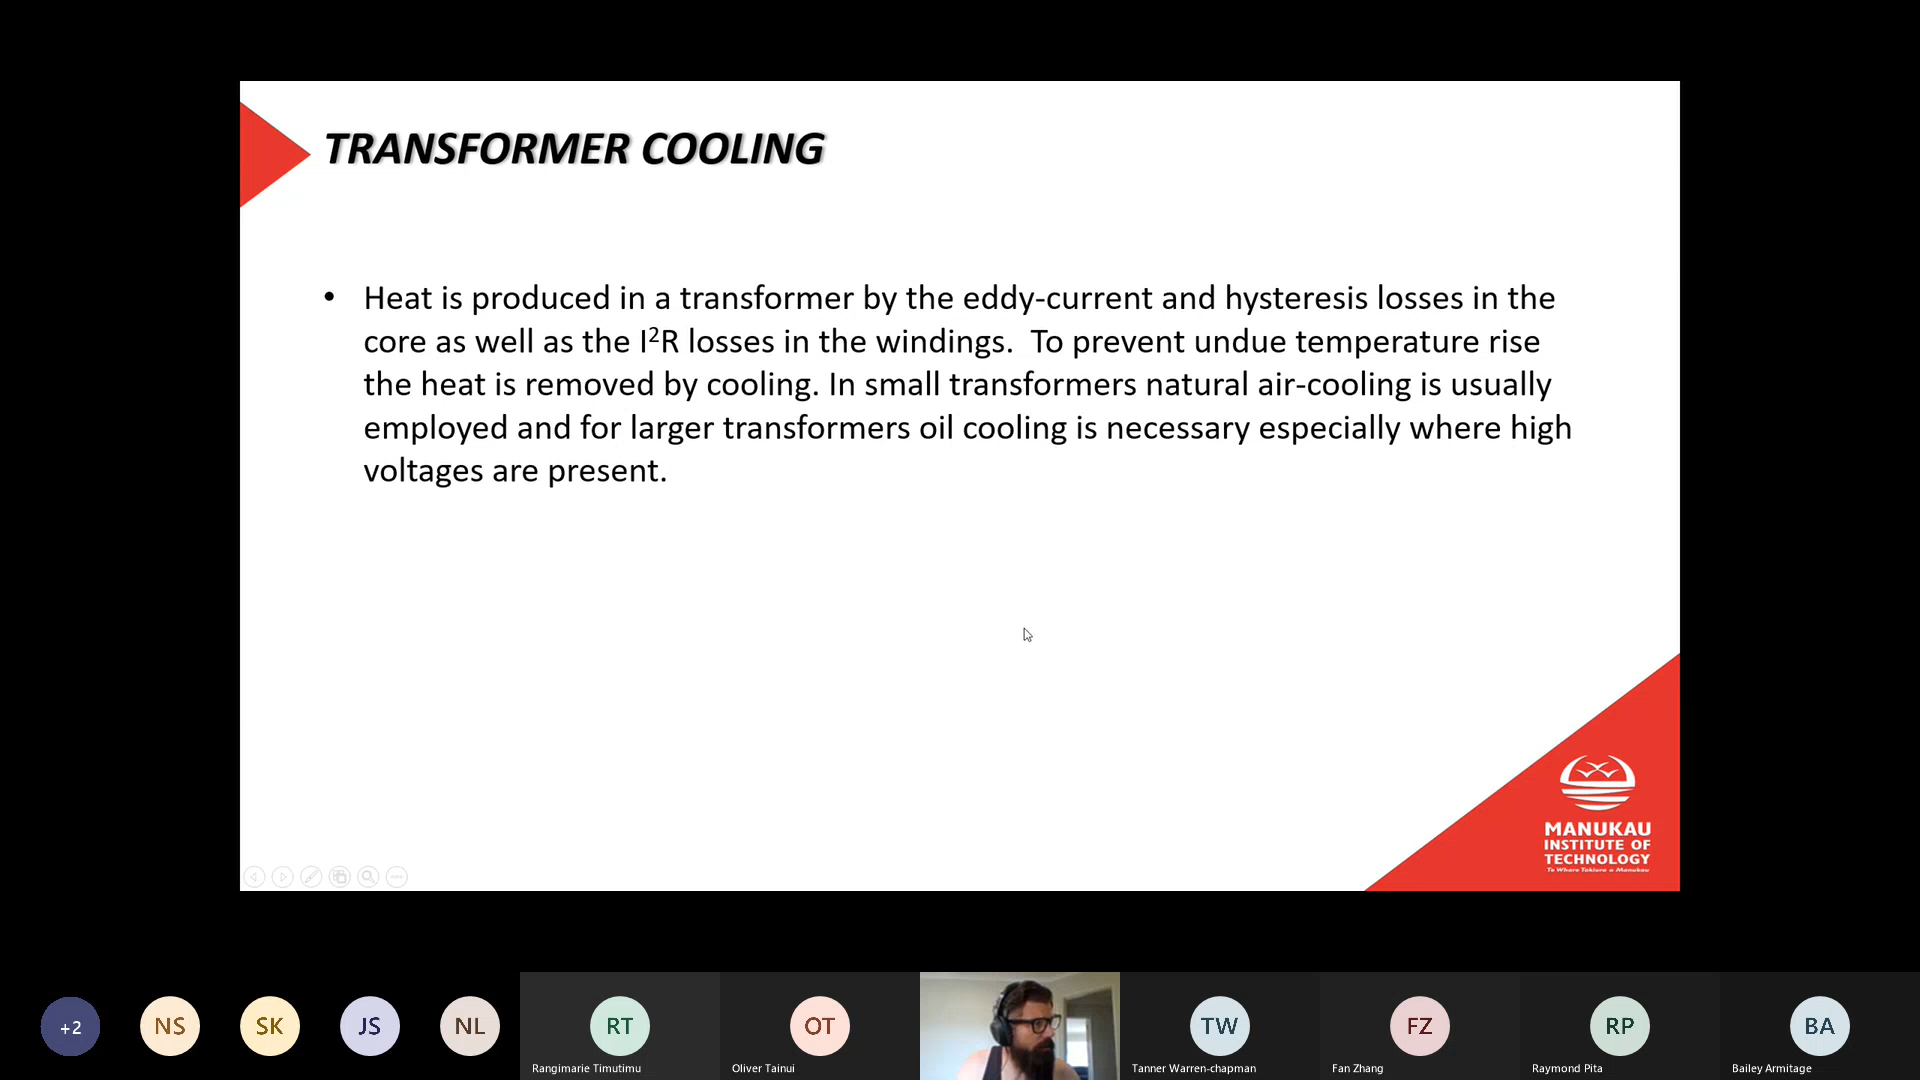 TRANSFORMER COOLING
• Heat is produced in a transformer by the eddy-current and hysteresis losses in the
core as well as the I²R losses in the windings.  To prevent undue temperature rise
the heat is removed by cooling. In small transformers natural air-cooling is usually
employed and for larger transformers oil cooling is necessary especially where high
voltages are present.
MANUKAU
INSTITUTE OF
TECHNOLOGY
Te Whare Takiura o Manukau
+2
NS
SK
JS
NL
RT
Rangimarie Timutimu
OT
Oliver Tainui
TW
Tanner Warren-chapman
FZ
Fan Zhang
RP
Raymond Pita
BA
Bailey Armitage